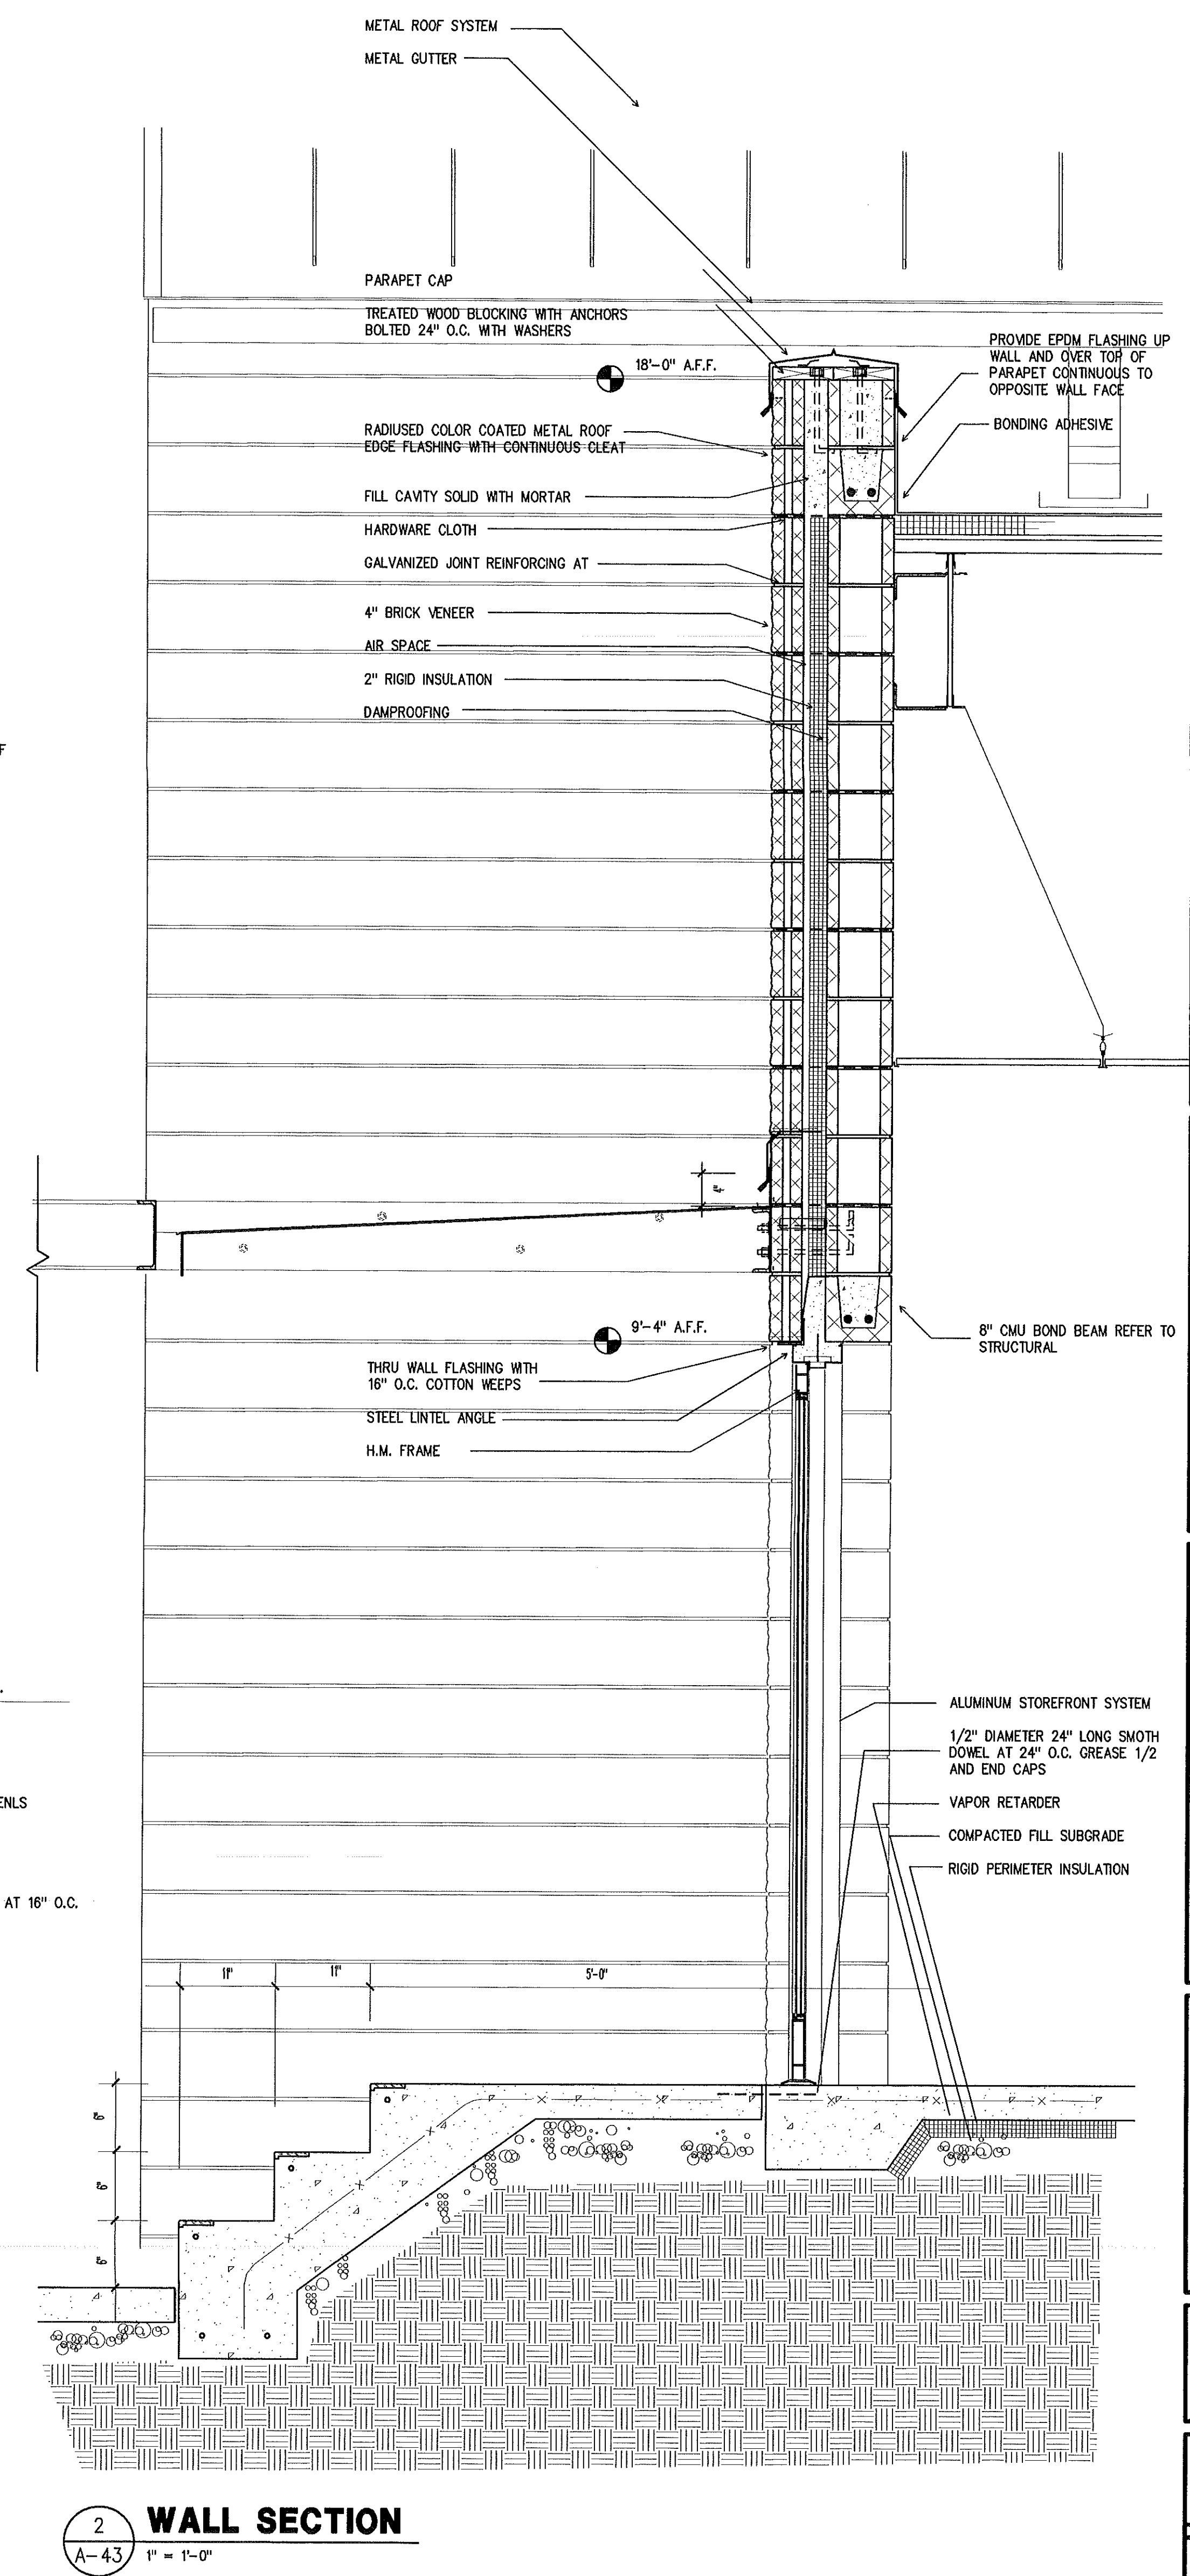 METAL ROOF SYSTEM
METAL GUTTER
PARAPET CAP
TREATED WOOD BLOCKING WITH ANCHORS
BOLTED 24" O.C. WITH WASHERS
PROVIDE EPDM FLASHING UP
WALL AND OVER TOP OF
PARAPET CONTINUOUS TO
OPPOSITE WALL FACE
18'-0" A.F.F.
BONDING ADHESIVE
RADIUSED COLOR COATED METAL ROOF
EDGE FLASHING WITH CONTINUOUS CLEAT
FILL CAVITY SOLID WITH MORTAR
HARDWARE CLOTH
GALVANIZED JOINT REINFORCING AT
4" BRICK VENEER
AIR SPACE
2" RIGID INSULATION
DAMPROOFING
F
4"
9'-4" A.F.F.
8" CMU BOND BEAM REFER TO
STRUCTURAL
THRU WALL FLASHING WITH
16" O.C. COTTON WEEPS
STEEL LINTEL ANGLE
H.M. FRAME
ALUMINUM STOREFRONT SYSTEM
1/2" DIAMETER 24" LONG SMOTH
DOWEL AT 24" O.C. GREASE 1/2
AND END CAPS
VAPOR RETARDER
COMPACTED FILL SUBGRADE
RIGID PERIMETER INSULATION
ENLS
AT 16" O.C.
11"
11"
5'-0"
6"
6"
6"
2
A-43
WALL SECTION
1" = 1'-0"